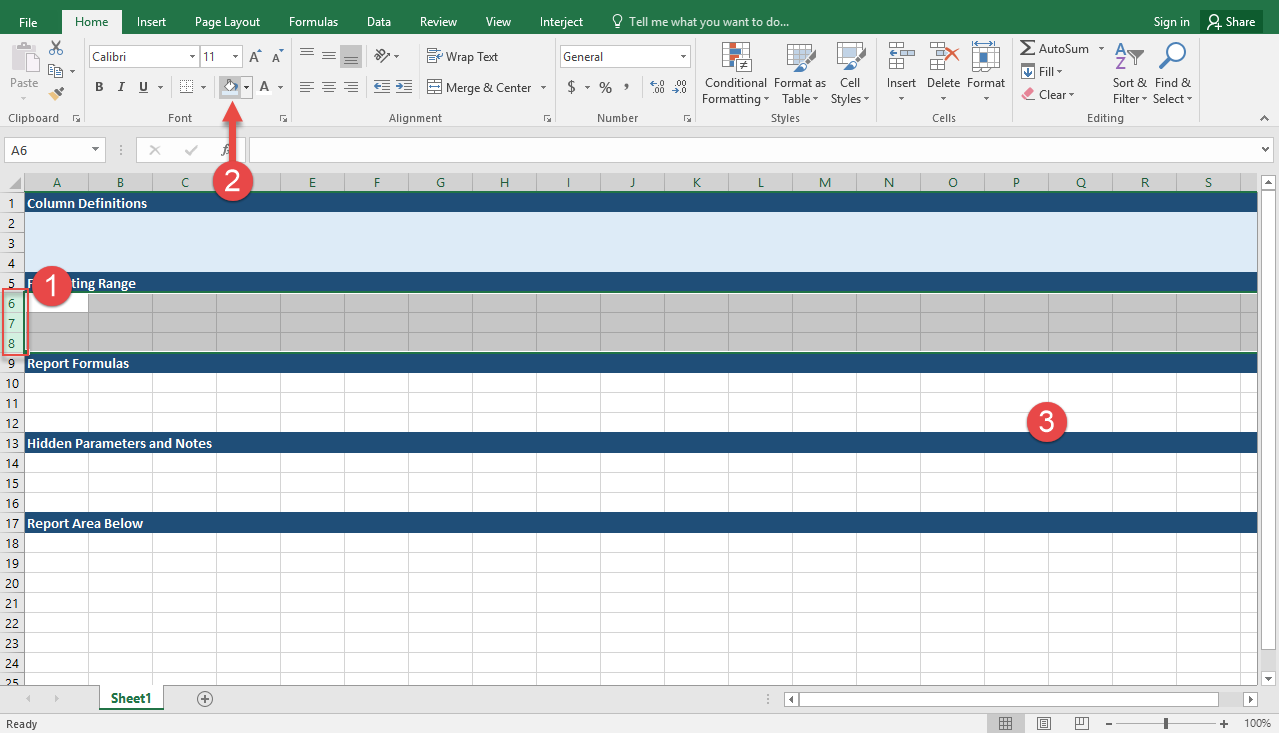 File Home Insert Page Layout Formulas Data Review View Interject Tell me what you want to do... Sign in Share
Calibri 11 A A Wrap Text General AutoSum
Paste Conditional Format as Cell Insert Delete Format Fill Sort & Find &
B I U A Merge & Center $ % , .00 .0 Formatting Table Styles Clear Filter Select
Clipboard Font Alignment Number Styles Cells Editing
A6
2
A B C E F G H I J K L M N O P Q R S
1 Column Definitions
2
3
4
5 F ting Range
1
6
7
8
9 Report Formulas
10
11
12
3
13 Hidden Parameters and Notes
14
15
16
17 Report Area Below
18
19
20
21
22
23
24
25
Sheet1
Ready 100%